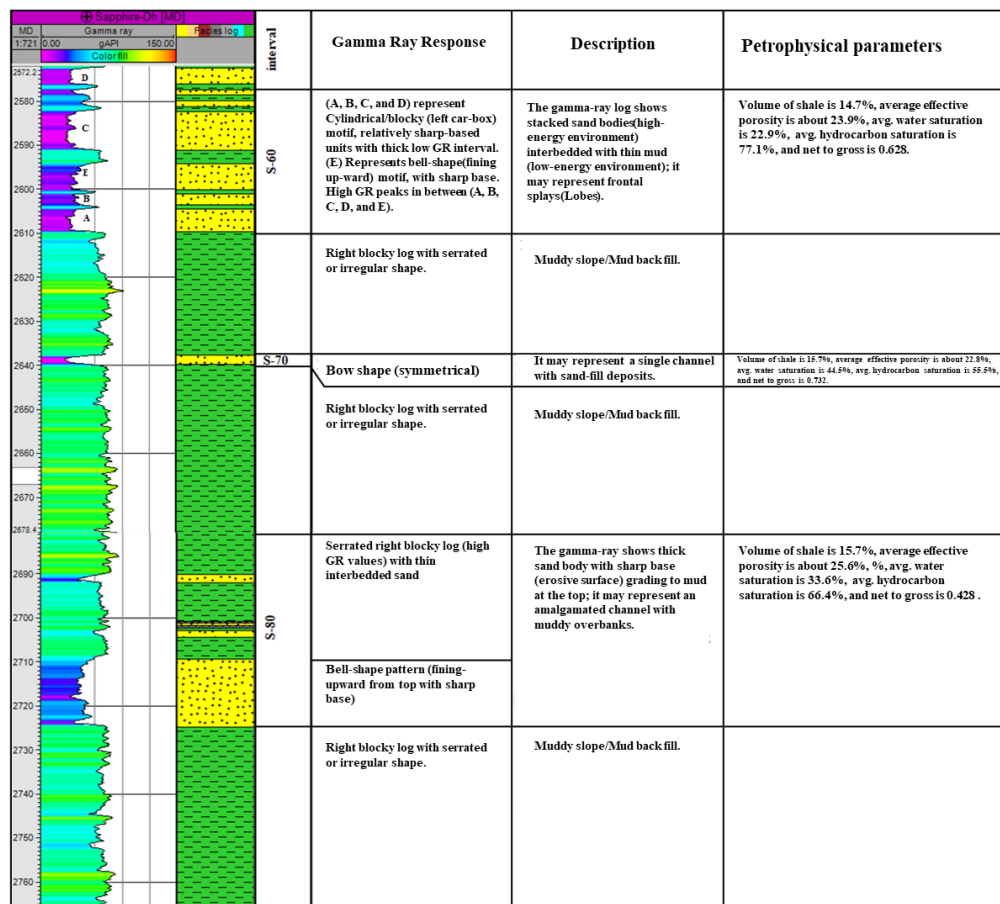 Sapphire-Dh [MD]
MD
Gamma ray
Facies log
1:721
0.00 gAPI 150.00
Color fill
interval
Gamma Ray Response
Description
Petrophysical parameters
2572.2
2580
2590
2600
2610
2620
2630
2640
2650
2660
2670
2678.4
2690
2700
2710
2720
2730
2740
2750
2760
D
C
E
B
A
S-60
(A, B, C, and D) represent
Cylindrical/blocky (left car-box)
motif, relatively sharp-based
units with thick low GR interval.
(E) Represents bell-shape(fining
up-ward) motif, with sharp base.
High GR peaks in between (A, B,
C, D, and E).
The gamma-ray log shows
stacked sand bodies(high-
energy environment)
interbedded with thin mud
(low-energy environment); it
may represent frontal
splays(Lobes).
Volume of shale is 14.7%, average effective
porosity is about 23.9%, avg. water saturation
is 22.9%, avg. hydrocarbon saturation is
77.1%, and net to gross is 0.628.
Right blocky log with serrated
or irregular shape.
Muddy slope/Mud back fill.
S-70
Bow shape (symmetrical)
It may represent a single channel
with sand-fill deposits.
Volume of shale is 15.7%, average effective porosity is about 22.8%,
avg. water saturation is 44.5%, avg. hydrocarbon saturation is 55.5%,
and net to gross is 0.732.
Right blocky log with serrated
or irregular shape.
Muddy slope/Mud back fill.
S-80
Serrated right blocky log (high
GR values) with thin
interbedded sand
The gamma-ray shows thick
sand body with sharp base
(erosive surface) grading to mud
at the top; it may represent an
amalgamated channel with
muddy overbanks.
Volume of shale is 15.7%, average effective
porosity is about 25.6%, %, avg. water
saturation is 33.6%, avg. hydrocarbon
saturation is 66.4%, and net to gross is 0.428 .
Bell-shape pattern (fining-
upward from top with sharp
base)
Right blocky log with serrated
or irregular shape.
Muddy slope/Mud back fill.